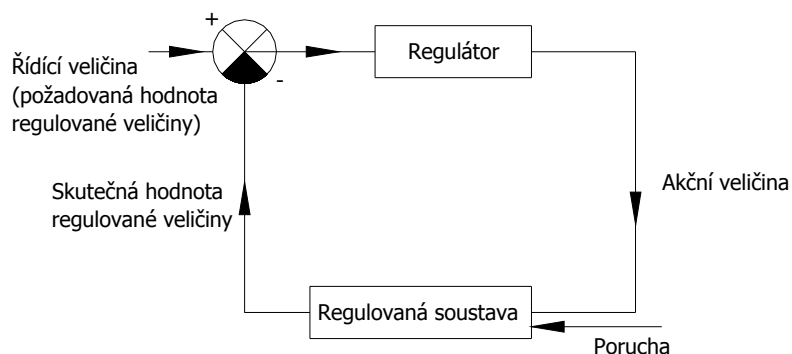 +
Regulátor
Řídící veličina
(požadovaná hodnota
regulované veličiny)
-
Skutečná hodnota
regulované veličiny
Akční veličina
Regulovaná soustava
Porucha